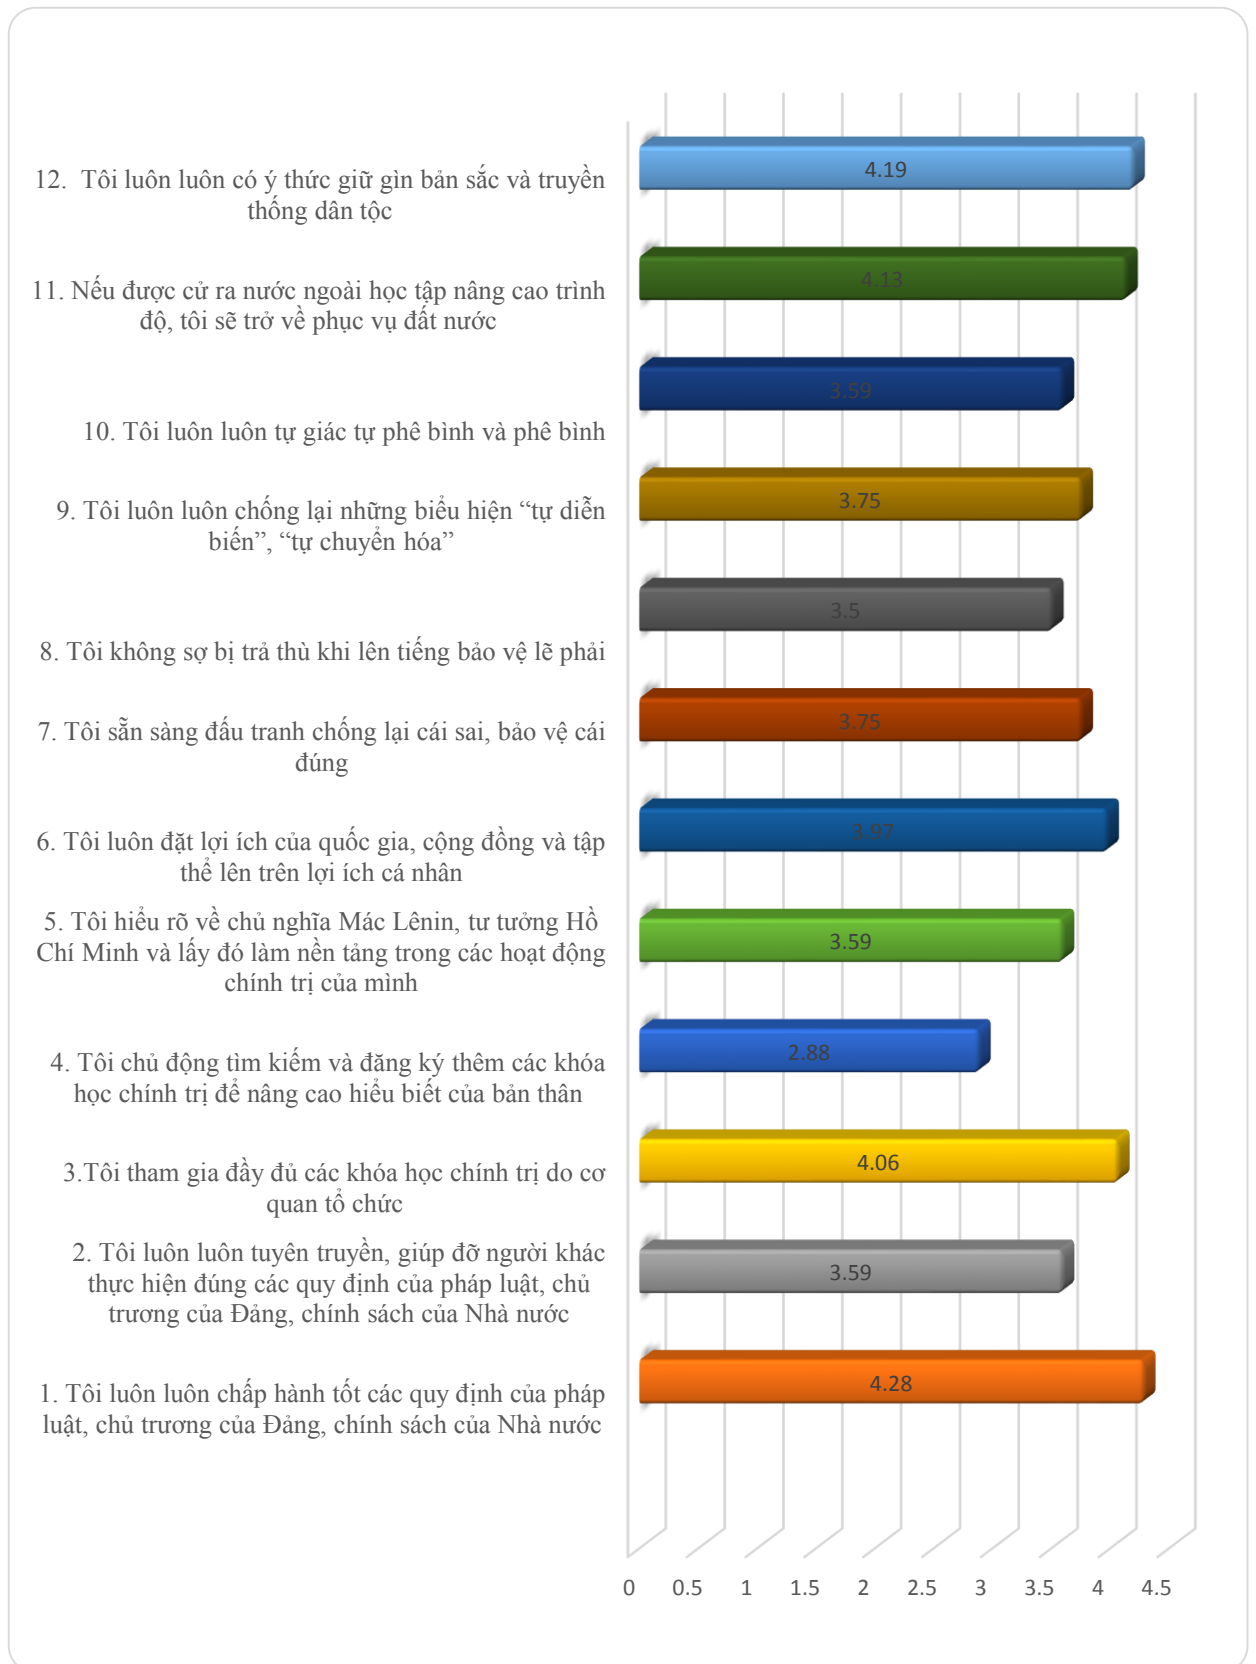 12. Tôi luôn luôn có ý thức giữ gìn bản sắc và truyền
thống dân tộc
4.19
11. Nếu được cử ra nước ngoài học tập nâng cao trình
độ, tôi sẽ trở về phục vụ đất nước
4.13
10. Tôi luôn luôn tự giác tự phê bình và phê bình
3.59
9. Tôi luôn luôn chống lại những biểu hiện “tự diễn
biến”, “tự chuyển hóa”
3.75
8. Tôi không sợ bị trả thù khi lên tiếng bảo vệ lẽ phải
3.5
7. Tôi sẵn sàng đấu tranh chống lại cái sai, bảo vệ cái
đúng
3.75
6. Tôi luôn đặt lợi ích của quốc gia, cộng đồng và tập
thể lên trên lợi ích cá nhân
3.97
5. Tôi hiểu rõ về chủ nghĩa Mác Lênin, tư tưởng Hồ
Chí Minh và lấy đó làm nền tảng trong các hoạt động
chính trị của mình
3.59
4. Tôi chủ động tìm kiếm và đăng ký thêm các khóa
học chính trị để nâng cao hiểu biết của bản thân
2.88
3.Tôi tham gia đầy đủ các khóa học chính trị do cơ
quan tổ chức
4.06
2. Tôi luôn luôn tuyên truyền, giúp đỡ người khác
thực hiện đúng các quy định của pháp luật, chủ
trương của Đảng, chính sách của Nhà nước
3.59
1. Tôi luôn luôn chấp hành tốt các quy định của pháp
luật, chủ trương của Đảng, chính sách của Nhà nước
4.28
0 0.5 1 1.5 2 2.5 3 3.5 4 4.5